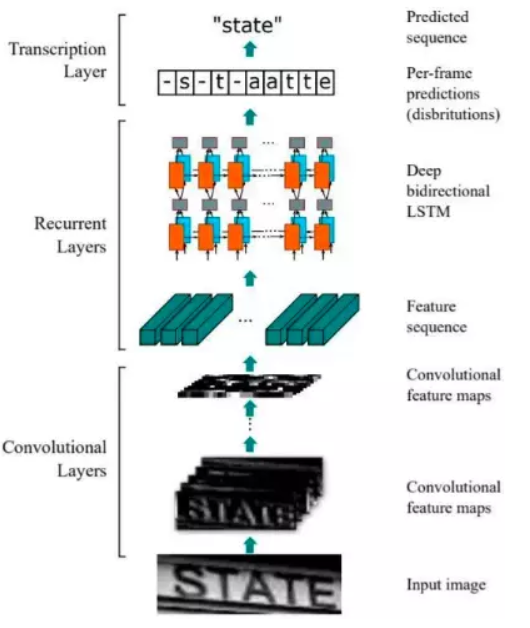 "state"
Predicted sequence
Transcription Layer
- s - t - a a t t e
Per-frame predictions (disbritutions)
Deep bidirectional LSTM
Recurrent Layers
Feature sequence
Convolutional feature maps
Convolutional Layers
STATE
Convolutional feature maps
STATE
Input image